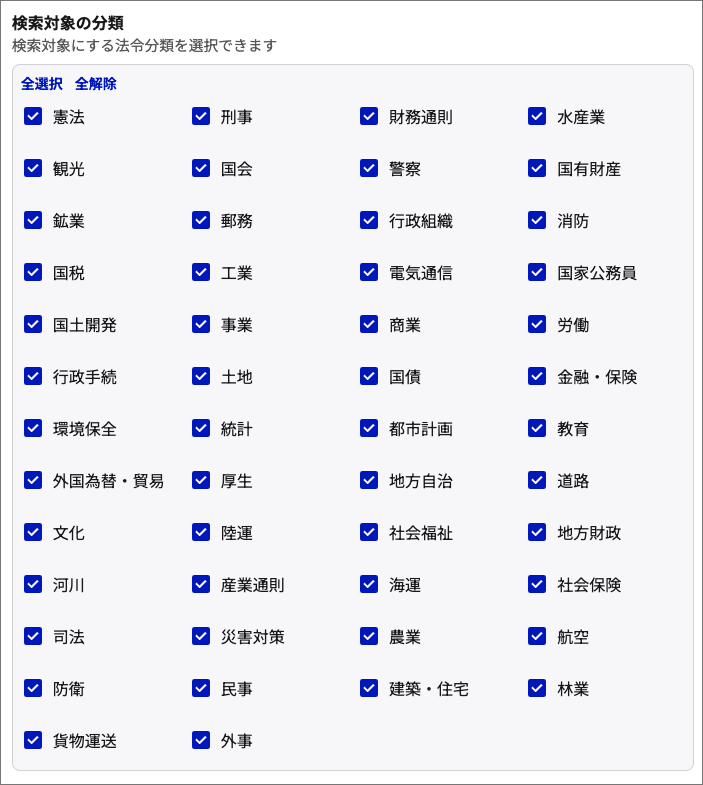 検索対象の分類
検索対象にする法令分類を選択できます
全選択 全解除
憲法 刑事 財務通則 水産業
観光 国会 警察 国有財産
鉱業 郵務 行政組織 消防
国税 工業 電気通信 国家公務員
国土開発 事業 商業 労働
行政手続 土地 国債 金融・保険
環境保全 統計 都市計画 教育
外国為替・貿易 厚生 地方自治 道路
文化 陸運 社会福祉 地方財政
河川 産業通則 海運 社会保険
司法 災害対策 農業 航空
防衛 民事 建築・住宅 林業
貨物運送 外事